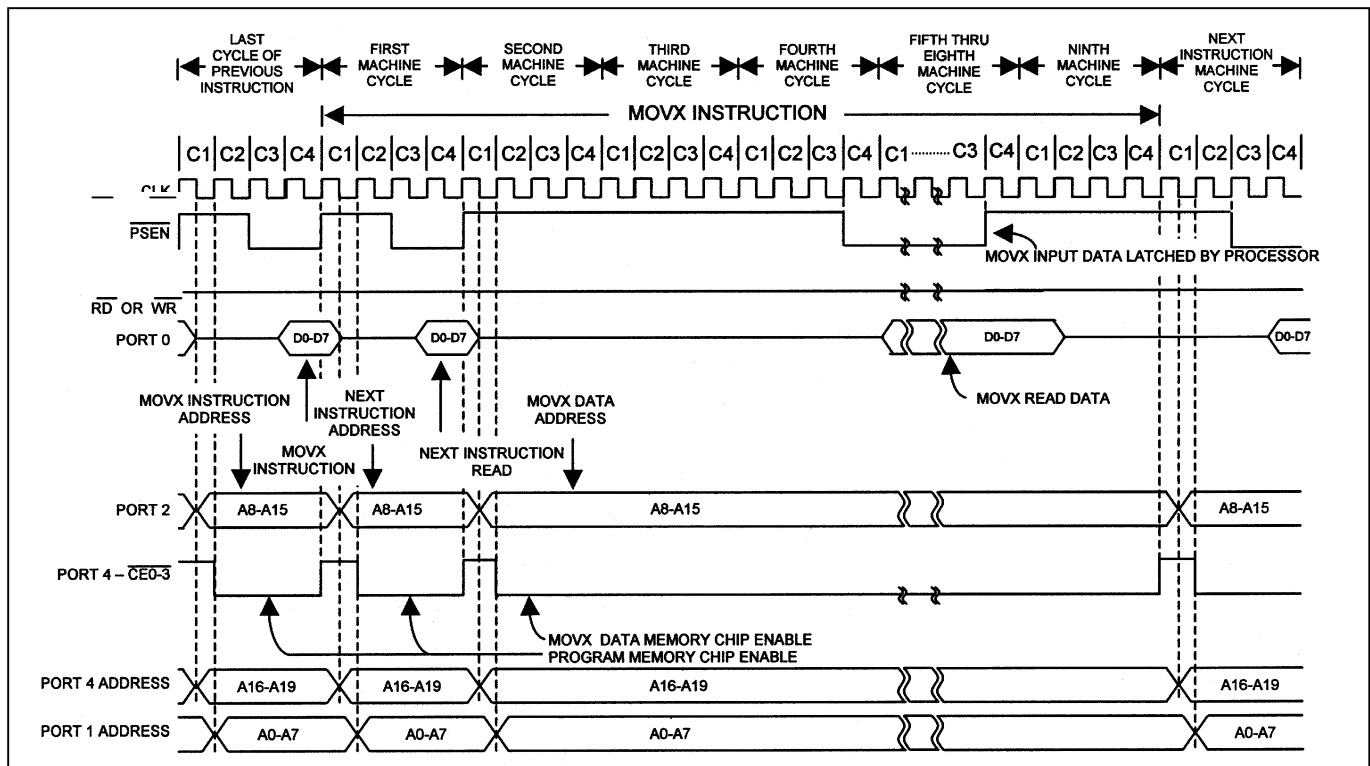 LAST CYCLE OF PREVIOUS INSTRUCTION
FIRST MACHINE CYCLE
SECOND MACHINE CYCLE
THIRD MACHINE CYCLE
FOURTH MACHINE CYCLE
FIFTH THRU EIGHTH MACHINE CYCLE
NINTH MACHINE CYCLE
NEXT INSTRUCTION MACHINE CYCLE
MOVX INSTRUCTION
C1 C2 C3 C4 C1 C2 C3 C4 C1 C2 C3 C4 C1 C2 C3 C4 C1 C2 C3 C4 C1 ......... C3 C4 C1 C2 C3 C4 C1 C2 C3 C4
CLK
PSEN
MOVX INPUT DATA LATCHED BY PROCESSOR
RD OR WR
PORT 0
D0-D7
D0-D7
D0-D7
D0-D7
MOVX INSTRUCTION ADDRESS
NEXT INSTRUCTION ADDRESS
MOVX DATA ADDRESS
MOVX READ DATA
MOVX INSTRUCTION
NEXT INSTRUCTION READ
PORT 2
A8-A15
A8-A15
A8-A15
A8-A15
PORT 4 – CE0-3
MOVX DATA MEMORY CHIP ENABLE
PROGRAM MEMORY CHIP ENABLE
PORT 4 ADDRESS
A16-A19
A16-A19
A16-A19
A16-A19
PORT 1 ADDRESS
A0-A7
A0-A7
A0-A7
A0-A7